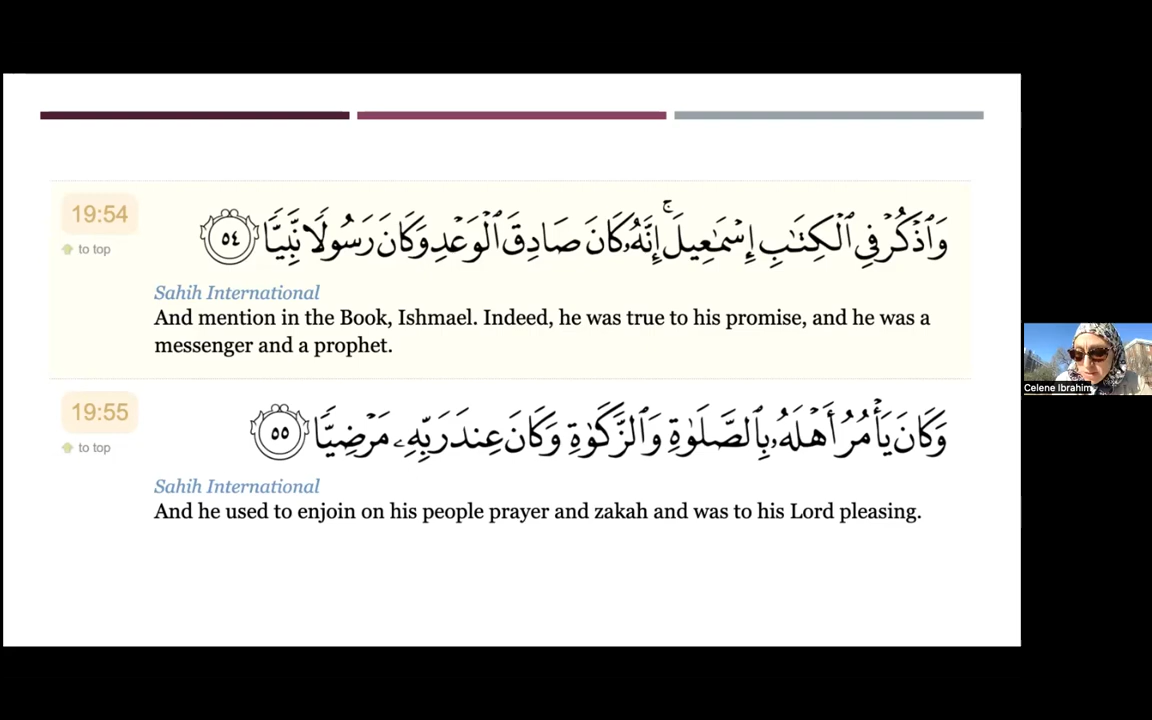 19:54
to top
وَٱذْكُرْ فِى ٱلْكِتَـٰبِ إِسْمَـٰعِيلَ ۚ إِنَّهُۥ كَانَ صَادِقَ ٱلْوَعْدِ وَكَانَ رَسُولًا نَّبِيًّا ٥٤
Sahih International
And mention in the Book, Ishmael. Indeed, he was true to his promise, and he was a
messenger and a prophet.
19:55
to top
وَكَانَ يَأْمُرُ أَهْلَهُۥ بِٱلصَّلَوٰةِ وَٱلزَّكَوٰةِ وَكَانَ عِندَ رَبِّهِۦ مَرْضِيًّا ٥٥
Sahih International
And he used to enjoin on his people prayer and zakah and was to his Lord pleasing.
Celene Ibrahim